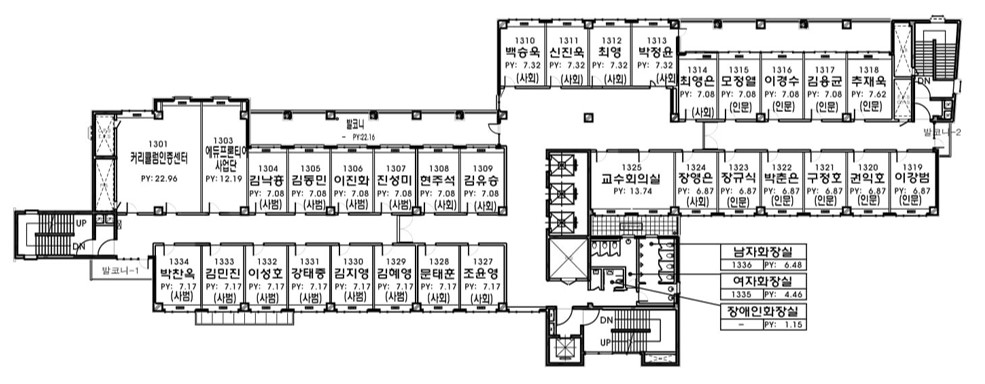 1310
백승욱
PY: 7.32
(사회)
1311
신진욱
PY: 7.32
(사회)
1312
최영
PY: 7.32
(사회)
1313
박정윤
PY: 7.32
(사회)
1314
최영은
PY: 7.08
(사회)
1315
모정열
PY: 7.08
(인문)
1316
이경수
PY: 7.08
(인문)
1317
김용균
PY: 7.08
(인문)
1318
추재욱
PY: 7.62
(인문)
DN
발코니-2
1301
커리큘럼인증센터
PY: 22.96
1303
에듀프론티어
사업단
PY: 12.19
발코니
- PY:22.16
1304
김낙흥
PY: 7.08
(사범)
1305
김동민
PY: 7.08
(사범)
1306
이진화
PY: 7.08
(사범)
1307
진성미
PY: 7.08
(사범)
1308
현주석
PY: 7.08
(사회)
1309
김유승
PY: 7.08
(사회)
1325
교수회의실
PY: 13.74
1324
장영은
PY: 6.87
(사회)
1323
장규식
PY: 6.87
(인문)
1322
박춘은
PY: 6.87
(인문)
1321
구정호
PY: 6.87
(인문)
1320
권익호
PY: 6.87
(인문)
1319
이강범
PY: 6.87
(인문)
UP
DN
발코니-1
1334
박찬옥
PY: 7.17
(사범)
1333
김민진
PY: 7.17
(사범)
1332
이성호
PY: 7.17
(사범)
1331
강태중
PY: 7.17
(사범)
1330
김지영
PY: 7.17
(사범)
1329
김혜영
PY: 7.17
(사범)
1328
문태훈
PY: 7.17
(사회)
1327
조윤영
PY: 7.17
(사회)
남자화장실
1336 PY: 6.48
여자화장실
1335 PY: 4.46
장애인화장실
- PY: 1.15
DN
UP